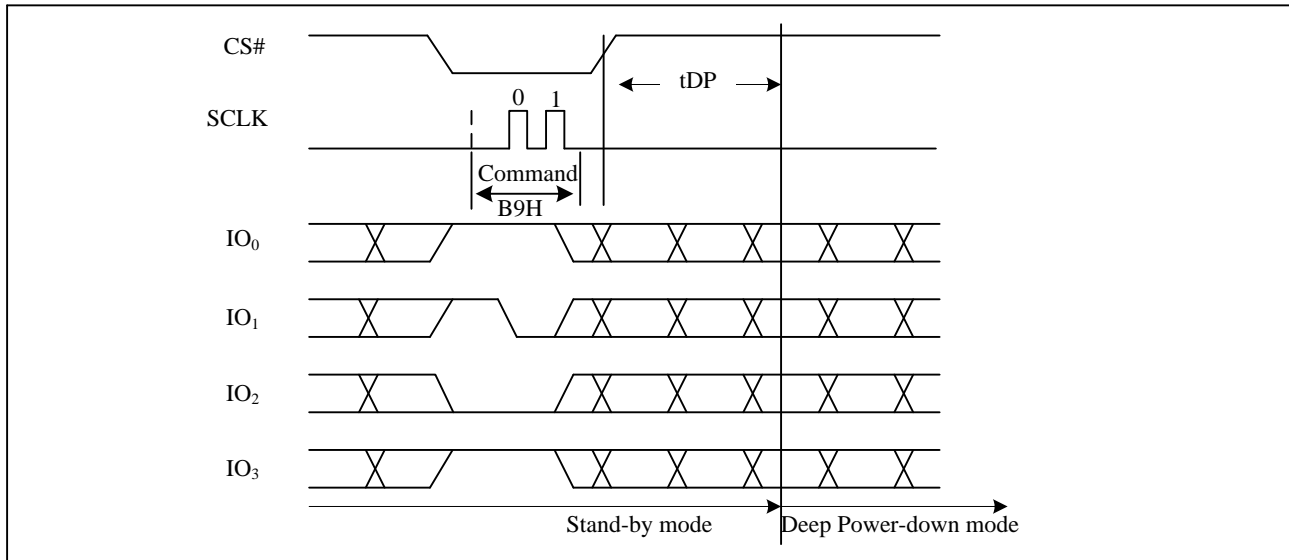 CS#
tDP
0 1
SCLK
Command
B9H
IO₀
IO₁
IO₂
IO₃
Stand-by mode Deep Power-down mode